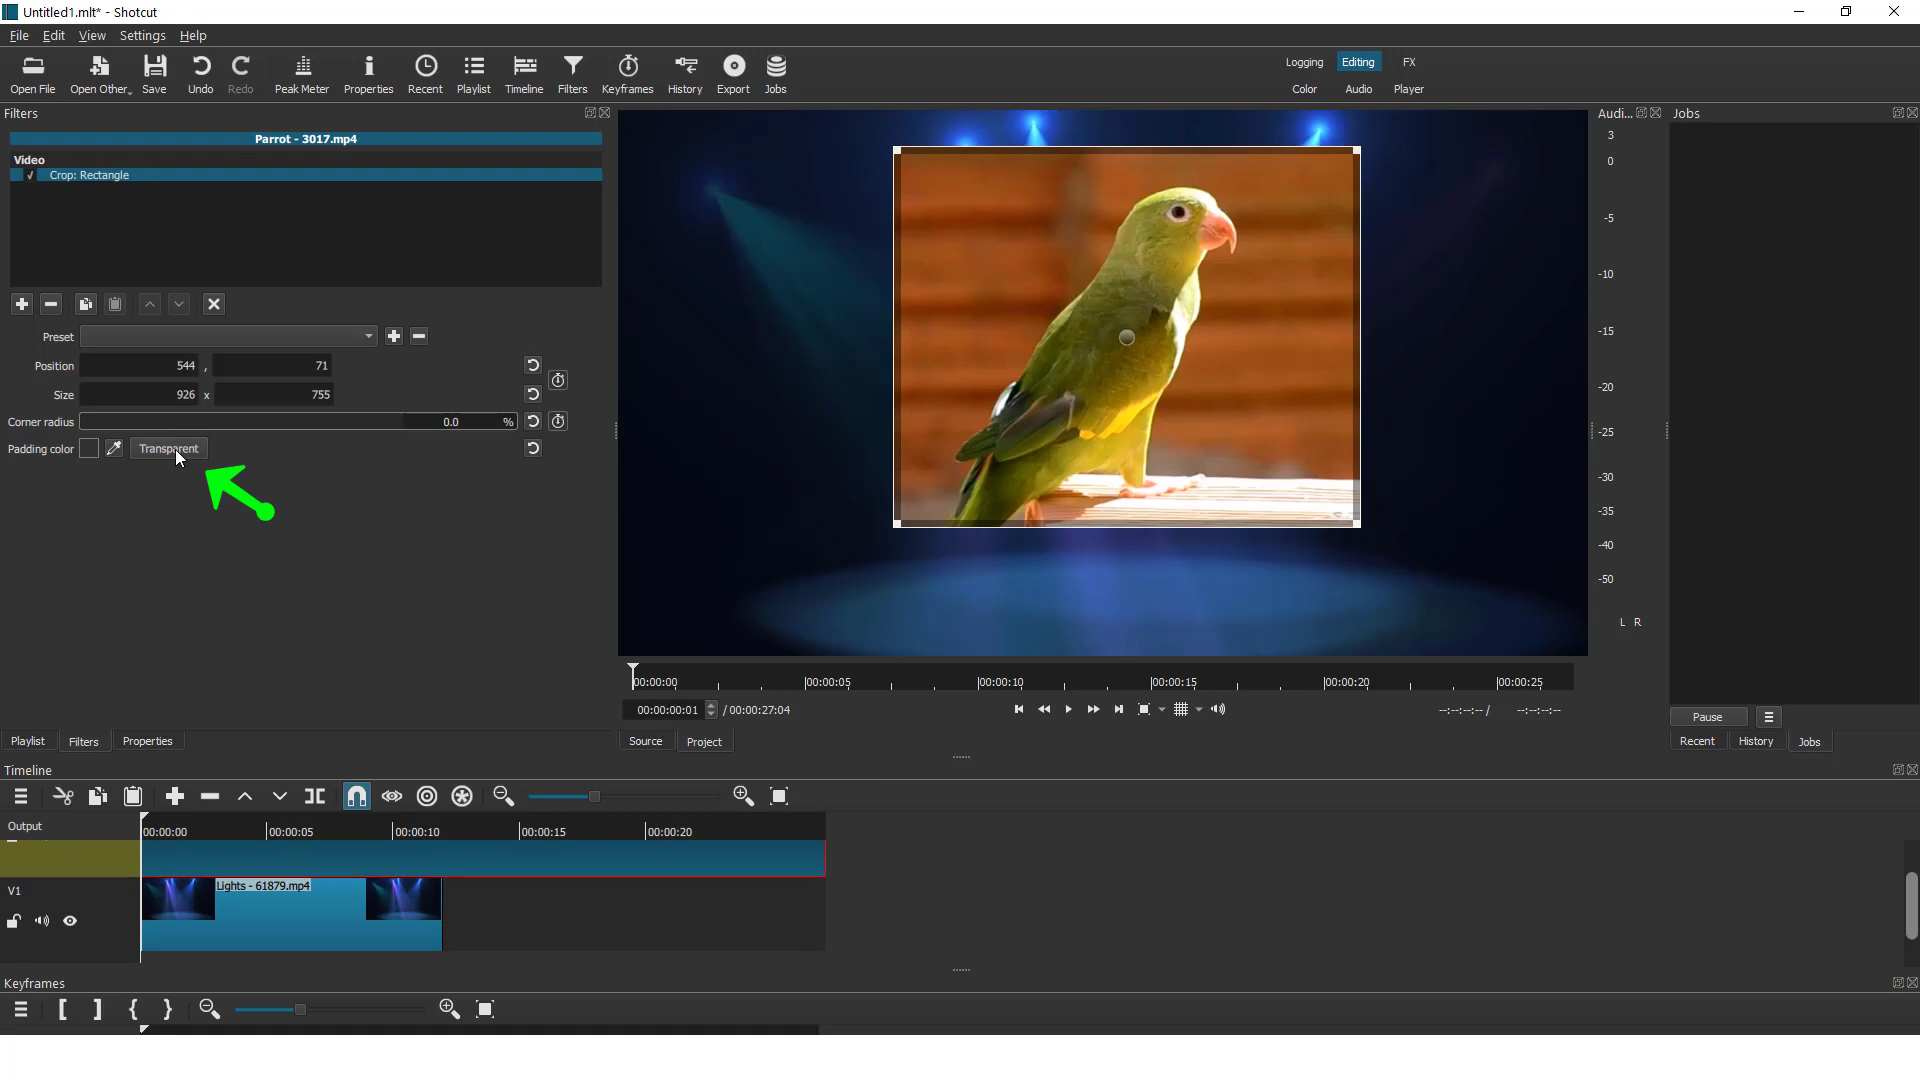 Untitled1.mlt* - Shotcut
File Edit View Settings Help
Open File Open Other.. Save Undo Redo Peak Meter Properties Recent Playlist Timeline Filters Keyframes History Export Jobs
Logging Editing FX
Color Audio Player
Filters
Parrot - 3017.mp4
Video
✓ Crop: Rectangle
Preset
Position 544 , 71
Size 926 x 755
Corner radius 0.0 %
Padding color Transparent
Audi...
3
0
-5
-10
-15
-20
-25
-30
-35
-40
-50
L R
Jobs
00:00:00 00:00:05 00:00:10 00:00:15 00:00:20 00:00:25
00:00:00:01 / 00:00:27:04
--:--:--:-- / --:--:--:--
Pause
Playlist Filters Properties
Source Project
Recent History Jobs
Timeline
Output
00:00:00 00:00:05 00:00:10 00:00:15 00:00:20
V1
Lights - 61879.mp4
Keyframes